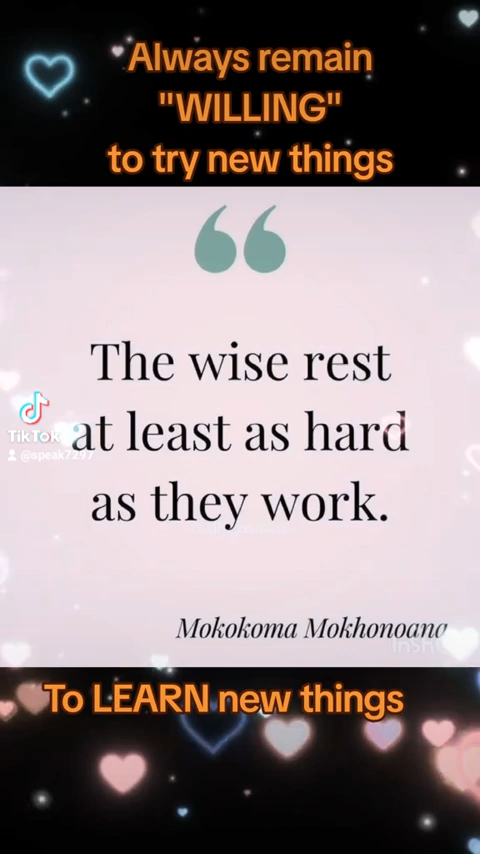 Always remain
"WILLING"
to try new things
“
The wise rest
at least as hard
as they work.
TikTok
@speak7297
Mokokoma Mokhonoana
To LEARN new things